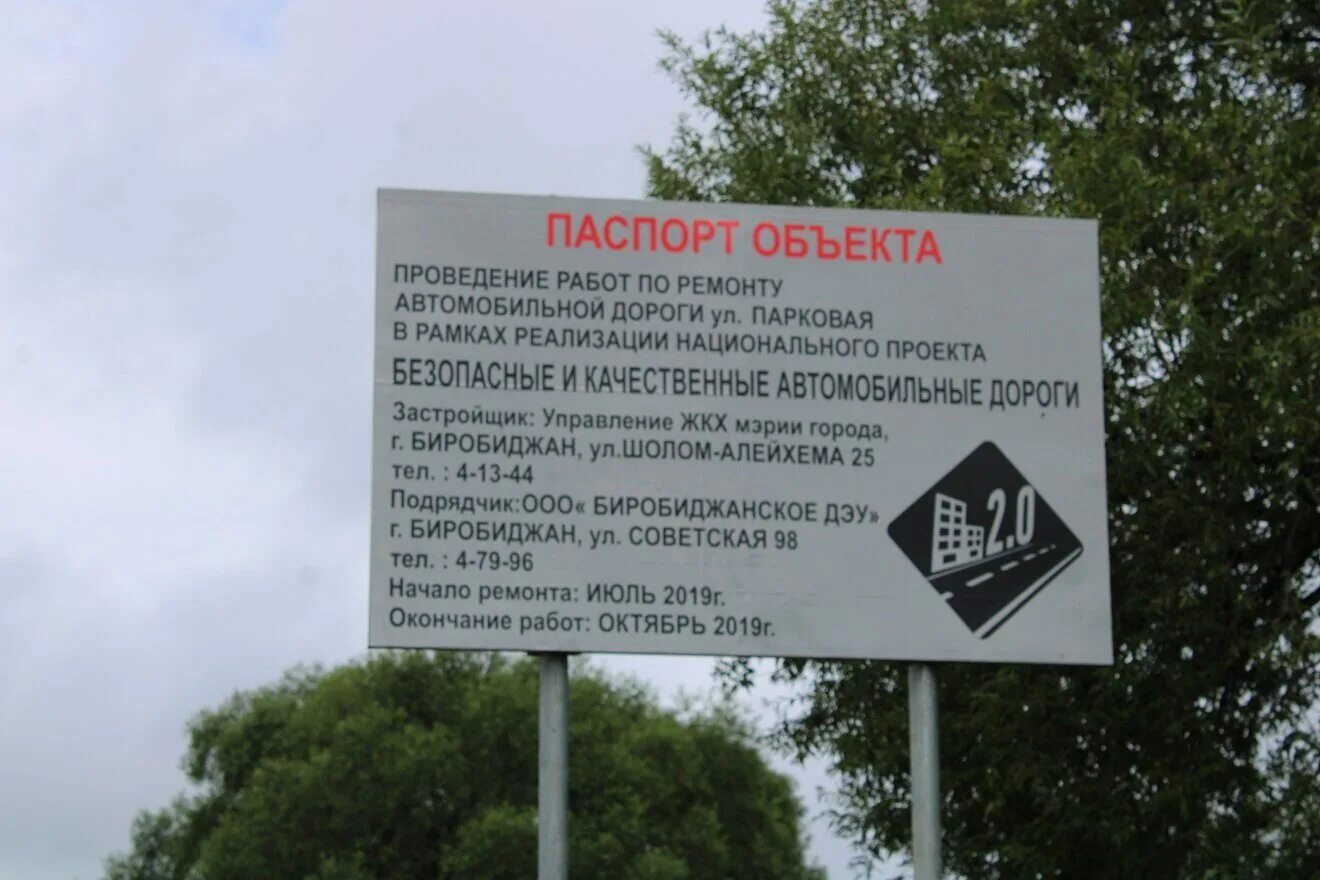 ПАСПОРТ ОБЪЕКТА
ПРОВЕДЕНИЕ РАБОТ ПО РЕМОНТУ
АВТОМОБИЛЬНОЙ ДОРОГИ ул. ПАРКОВАЯ
В РАМКАХ РЕАЛИЗАЦИИ НАЦИОНАЛЬНОГО ПРОЕКТА
БЕЗОПАСНЫЕ И КАЧЕСТВЕННЫЕ АВТОМОБИЛЬНЫЕ ДОРОГИ
Застройщик: Управление ЖКХ мэрии города,
г. БИРОБИДЖАН, ул.ШОЛОМ-АЛЕЙХЕМА 25
тел. : 4-13-44
Подрядчик:ООО« БИРОБИДЖАНСКОЕ ДЭУ»
г. БИРОБИДЖАН, ул. СОВЕТСКАЯ 98
тел. : 4-79-96
Начало ремонта: ИЮЛЬ 2019г.
Окончание работ: ОКТЯБРЬ 2019г.
2.0